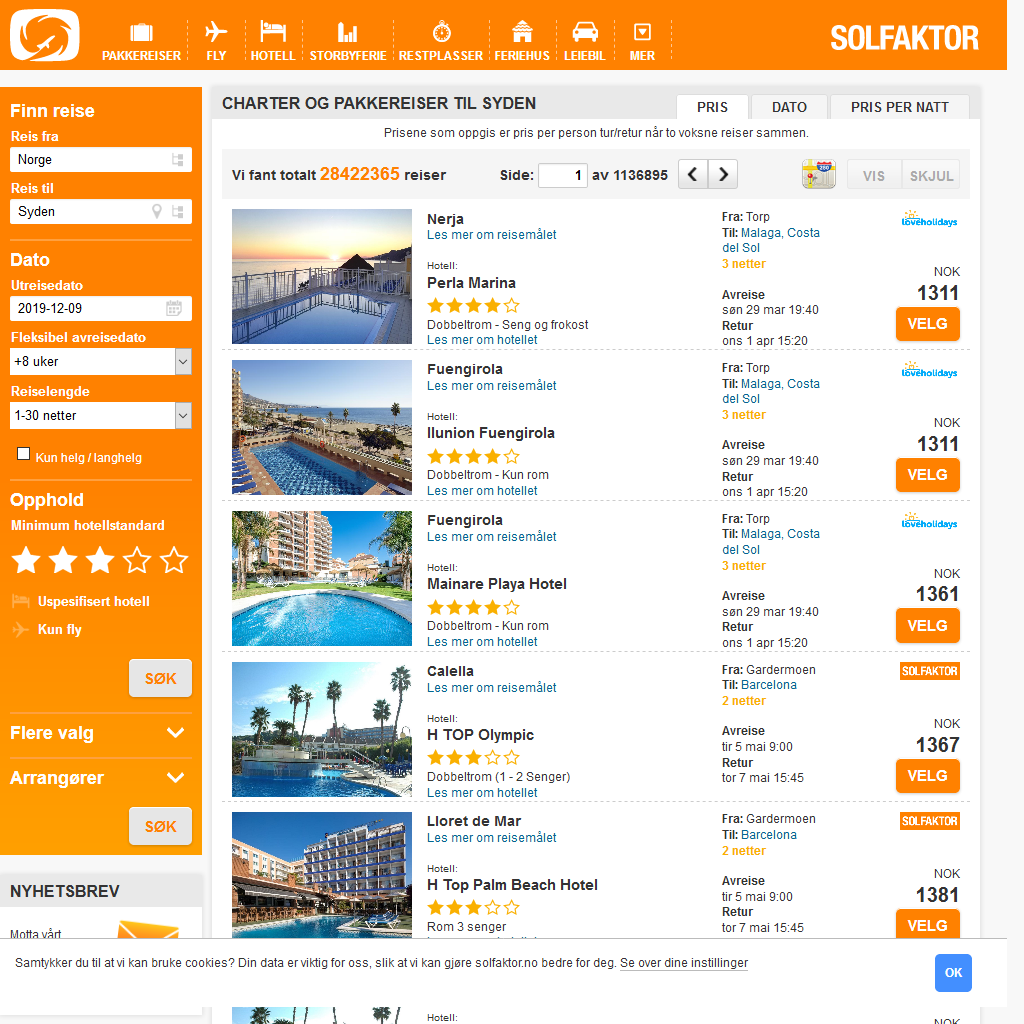 PAKKEREISER
FLY
HOTELL
STORBYFERIE
RESTPLASSER
FERIEHUS
LEIEBIL
MER
SOLFAKTOR
Finn reise
Reis fra
Norge
Reis til
Syden
Dato
Utreisedato
2019-12-09
Fleksibel avreisedato
+8 uker
Reiselengde
1-30 netter
Kun helg / langhelg
Opphold
Minimum hotellstandard
Uspesifisert hotell
Kun fly
SØK
Flere valg
Arrangører
SØK
NYHETSBREV
Motta vårt
CHARTER OG PAKKEREISER TIL SYDEN
PRIS
DATO
PRIS PER NATT
Prisene som oppgis er pris per person tur/retur når to voksne reiser sammen.
Vi fant totalt 28422365 reiser
Side: 1 av 1136895
VIS
SKJUL
Nerja
Les mer om reisemålet
Hotell:
Perla Marina
Dobbeltrom - Seng og frokost
Les mer om hotellet
Fra: Torp
Til: Malaga, Costa
del Sol
3 netter
Avreise
søn 29 mar 19:40
Retur
ons 1 apr 15:20
loveholidays
NOK
1311
VELG
Fuengirola
Les mer om reisemålet
Hotell:
Ilunion Fuengirola
Dobbeltrom - Kun rom
Les mer om hotellet
Fra: Torp
Til: Malaga, Costa
del Sol
3 netter
Avreise
søn 29 mar 19:40
Retur
ons 1 apr 15:20
loveholidays
NOK
1311
VELG
Fuengirola
Les mer om reisemålet
Hotell:
Mainare Playa Hotel
Dobbeltrom - Kun rom
Les mer om hotellet
Fra: Torp
Til: Malaga, Costa
del Sol
3 netter
Avreise
søn 29 mar 19:40
Retur
ons 1 apr 15:20
loveholidays
NOK
1361
VELG
Calella
Les mer om reisemålet
Hotell:
H TOP Olympic
Dobbeltrom (1 - 2 Senger)
Les mer om hotellet
Fra: Gardermoen
Til: Barcelona
2 netter
Avreise
tir 5 mai 9:00
Retur
tor 7 mai 15:45
SOLFAKTOR
NOK
1367
VELG
Lloret de Mar
Les mer om reisemålet
Hotell:
H Top Palm Beach Hotel
Rom 3 senger
Fra: Gardermoen
Til: Barcelona
2 netter
Avreise
tir 5 mai 9:00
Retur
tor 7 mai 15:45
SOLFAKTOR
NOK
1381
VELG
Samtykker du til at vi kan bruke cookies? Din data er viktig for oss, slik at vi kan gjøre solfaktor.no bedre for deg. Se over dine instillinger
OK
Hotell:
NOK